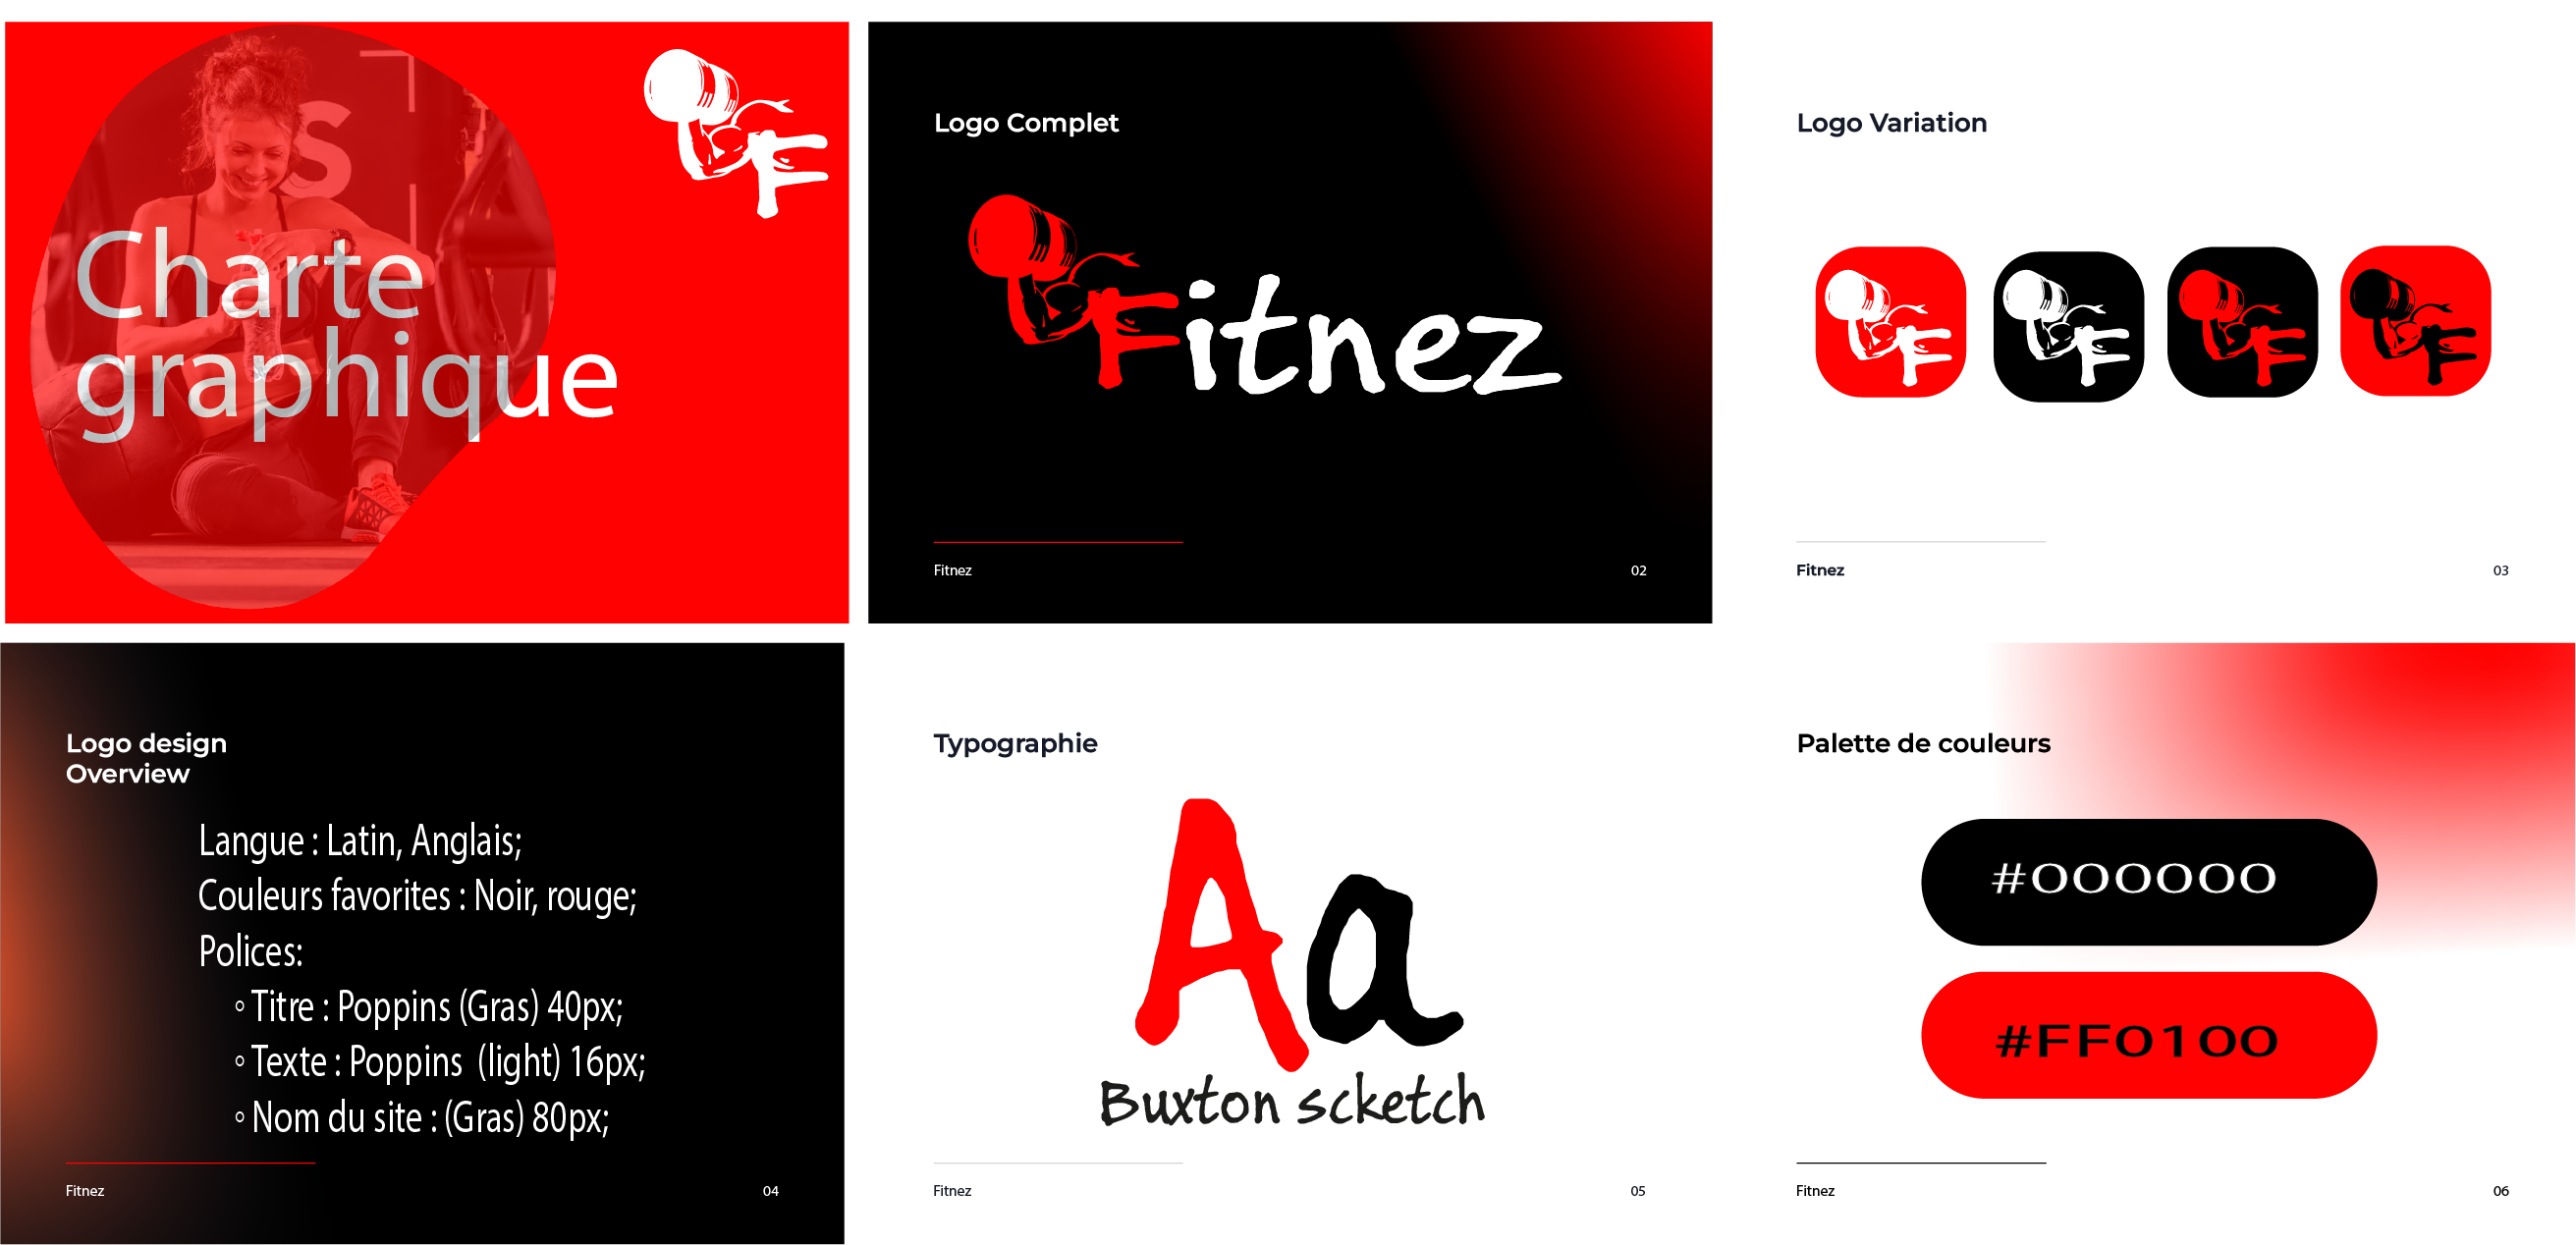 S
Charte
graphique
Logo Complet
Fitnez
Fitnez
02
Logo Variation
F
F
F
F
Fitnez
03
Logo design
Overview
Langue : Latin, Anglais;
Couleurs favorites : Noir, rouge;
Polices:
◦ Titre : Poppins (Gras) 40px;
◦ Texte : Poppins (light) 16px;
◦ Nom du site : (Gras) 80px;
Fitnez
04
Typographie
Aa
Buxton scketch
Fitnez
05
Palette de couleurs
#000000
#FF0100
Fitnez
06